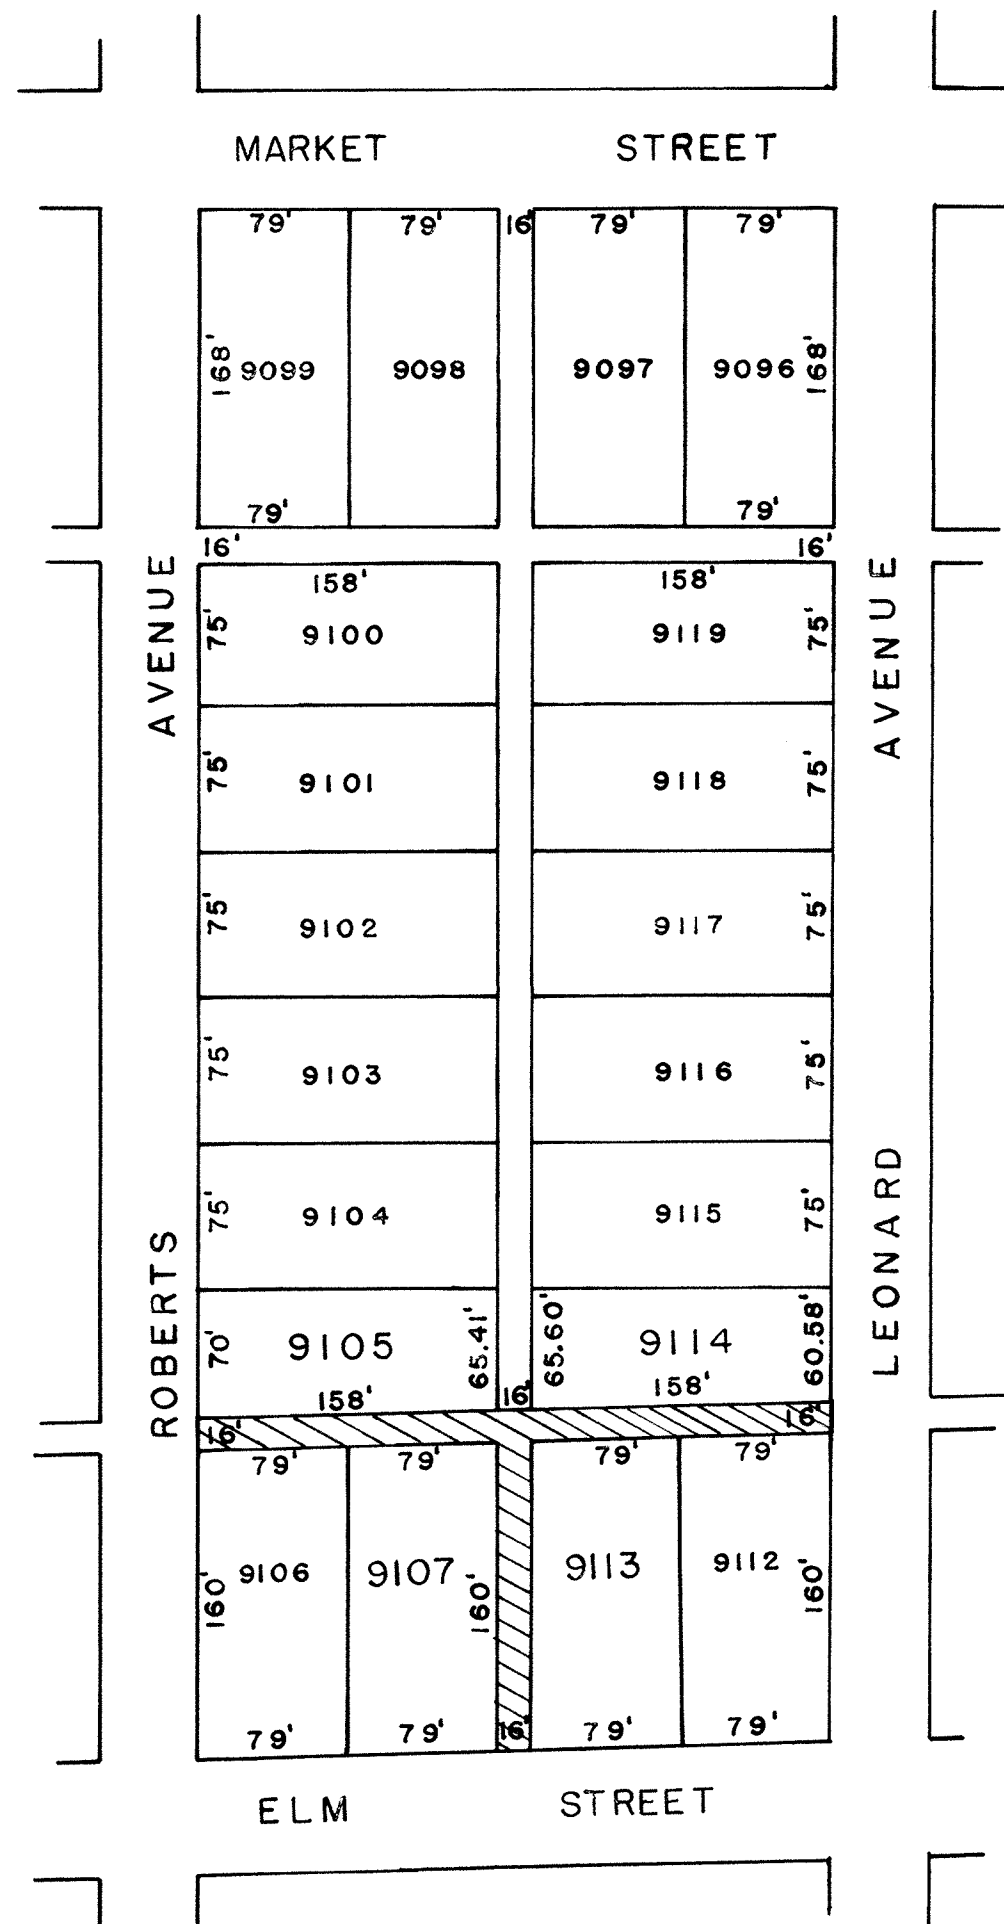 MARKET STREET
79' 79' 16' 79' 79'
168' 9099 9098 9097 9096 168'
79' 79'
16' 16'
AVENUE AVENUE
158' 158'
75' 9100 9119 75'
75' 9101 9118 75'
75' 9102 9117 75'
75' 9103 9116 75'
75' 9104 9115 75'
ROBERTS LEONARD
70' 9105 65.41' 65.60' 9114 60.58'
158' 16' 158'
16' 16'
79' 79' 79' 79'
160' 9106 9107 160' 9113 9112 160'
79' 79' 16' 79' 79'
ELM STREET